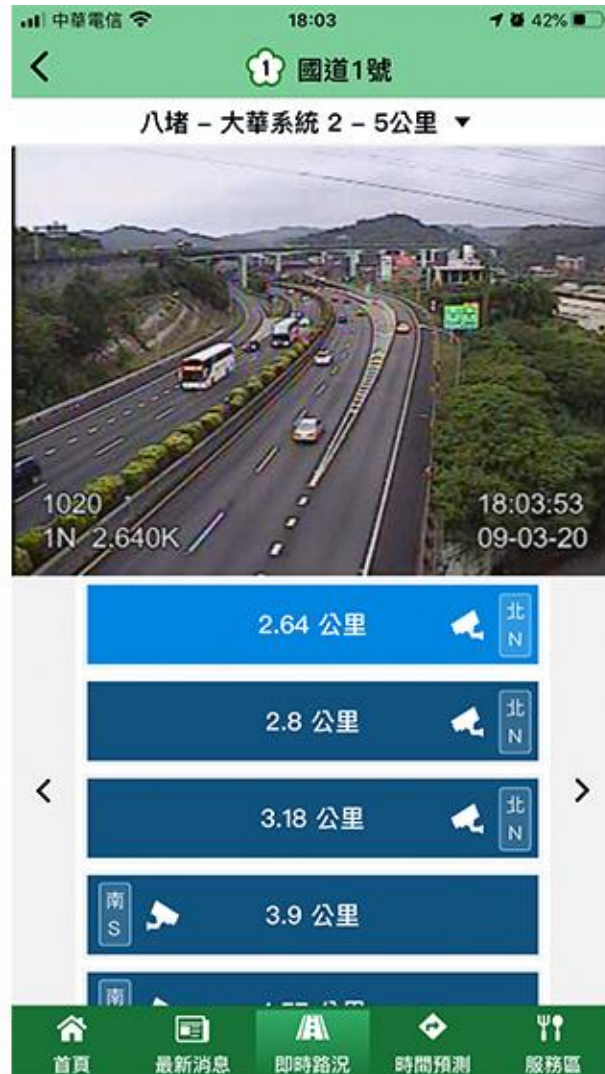 中華電信 18:03 42%
1 國道1號
八堵 – 大華系統 2 – 5公里
1020 18:03:53
1N 2.640K 09-03-20
2.64 公里 北 N
2.8 公里 北 N
3.18 公里 北 N
南 S 3.9 公里
南
首頁 最新消息 即時路況 時間預測 服務區